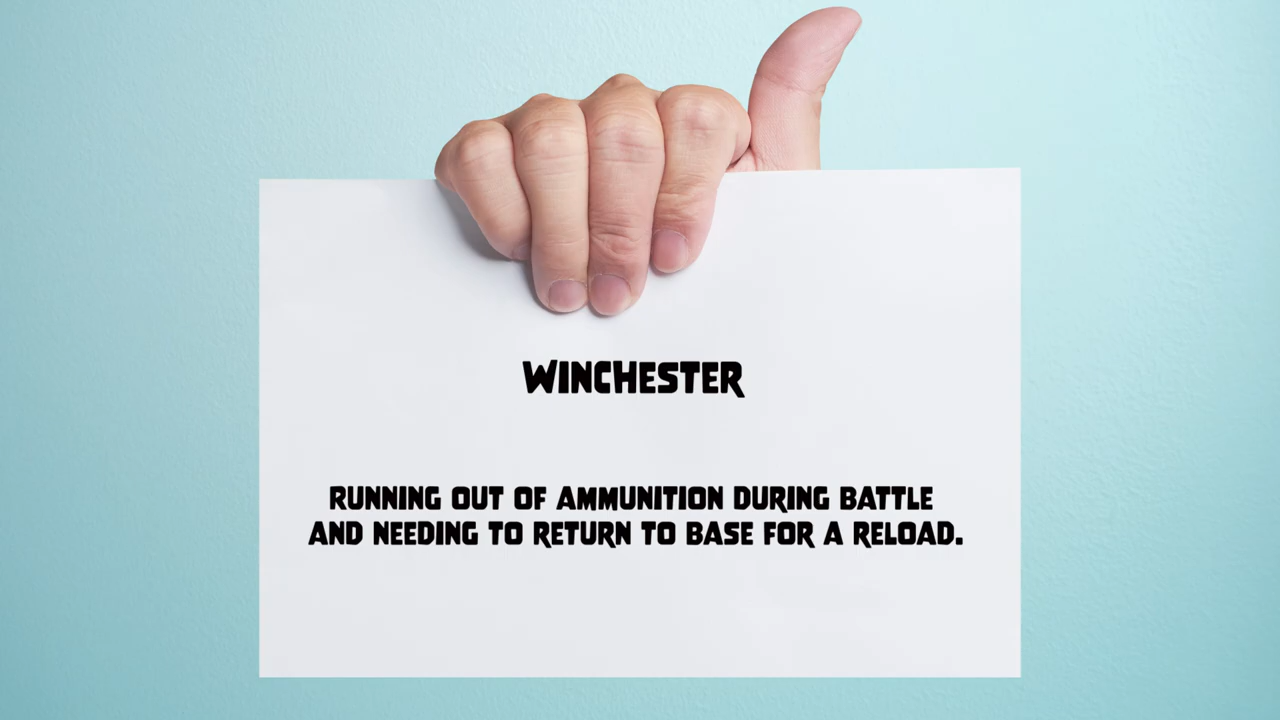 WINCHESTER
RUNNING OUT OF AMMUNITION DURING BATTLE
AND NEEDING TO RETURN TO BASE FOR A RELOAD.